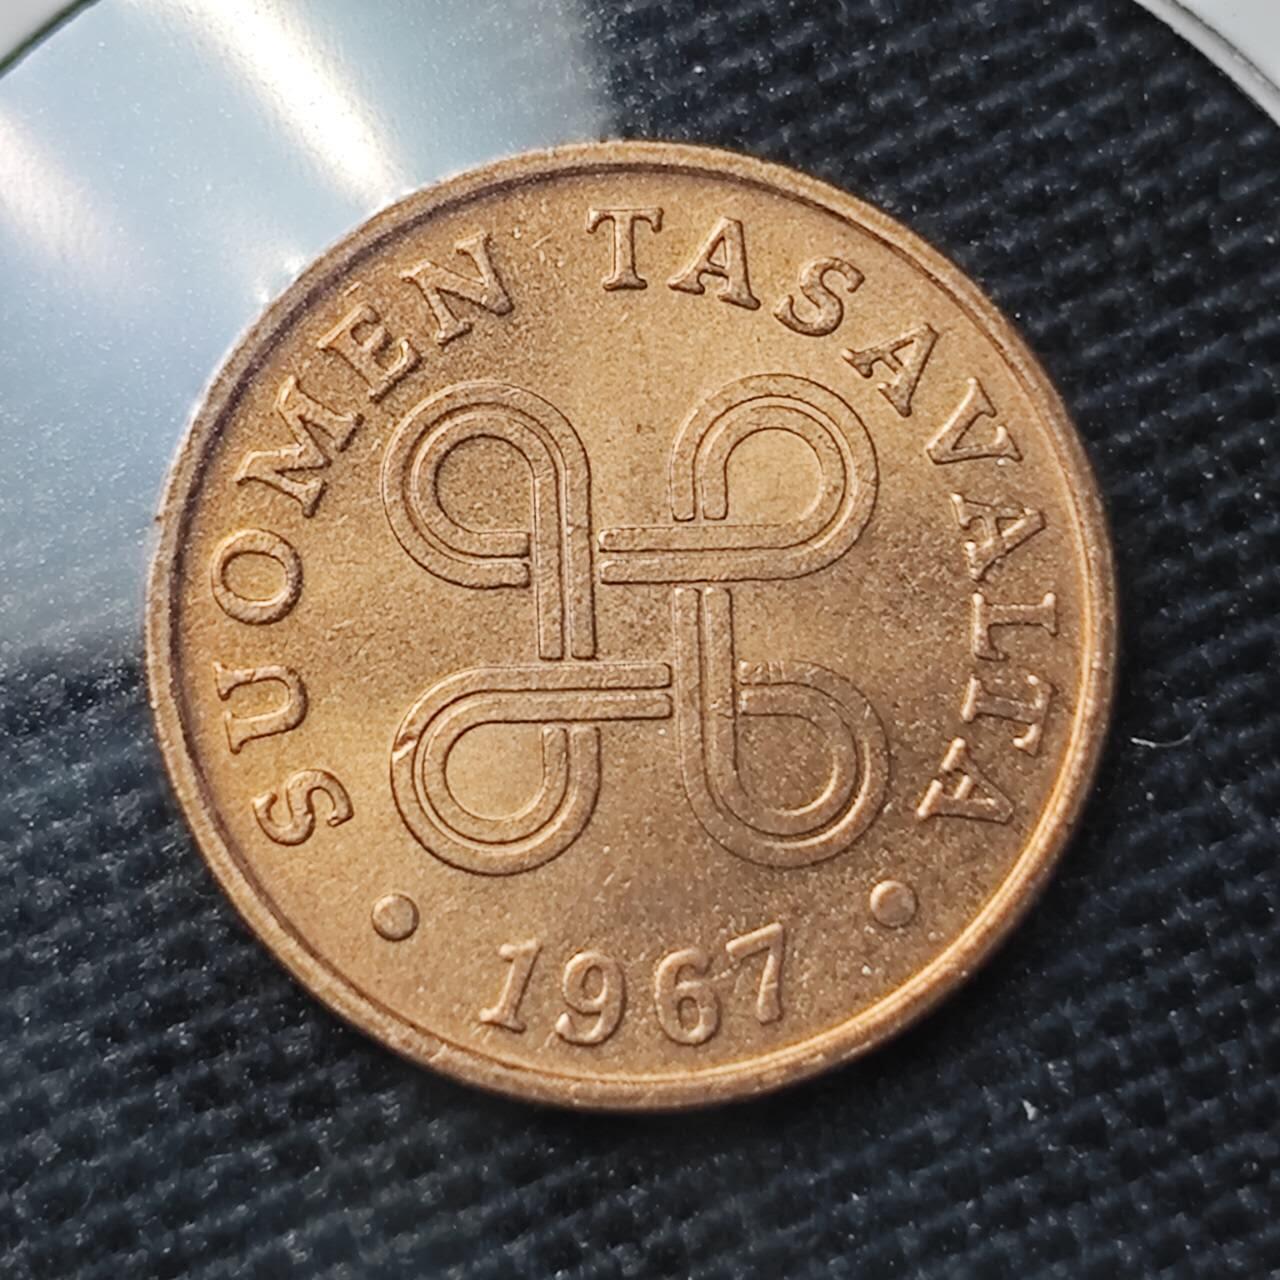 SUOMEN TASAVALTA
• 1967 •